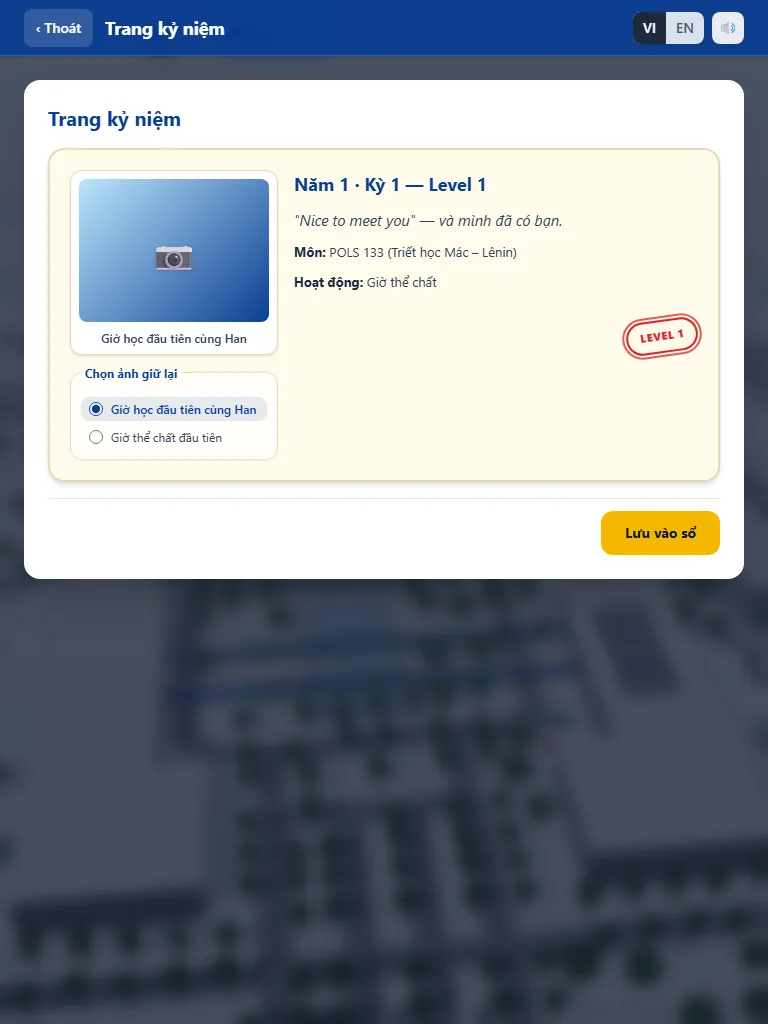 ‹ Thoát
Trang kỷ niệm
VI
EN
Trang kỷ niệm
Giờ học đầu tiên cùng Han
Chọn ảnh giữ lại
Giờ học đầu tiên cùng Han
Giờ thể chất đầu tiên
Năm 1 · Kỳ 1 — Level 1
"Nice to meet you" — và mình đã có bạn.
Môn: POLS 133 (Triết học Mác – Lênin)
Hoạt động: Giờ thể chất
LEVEL 1
Lưu vào sổ